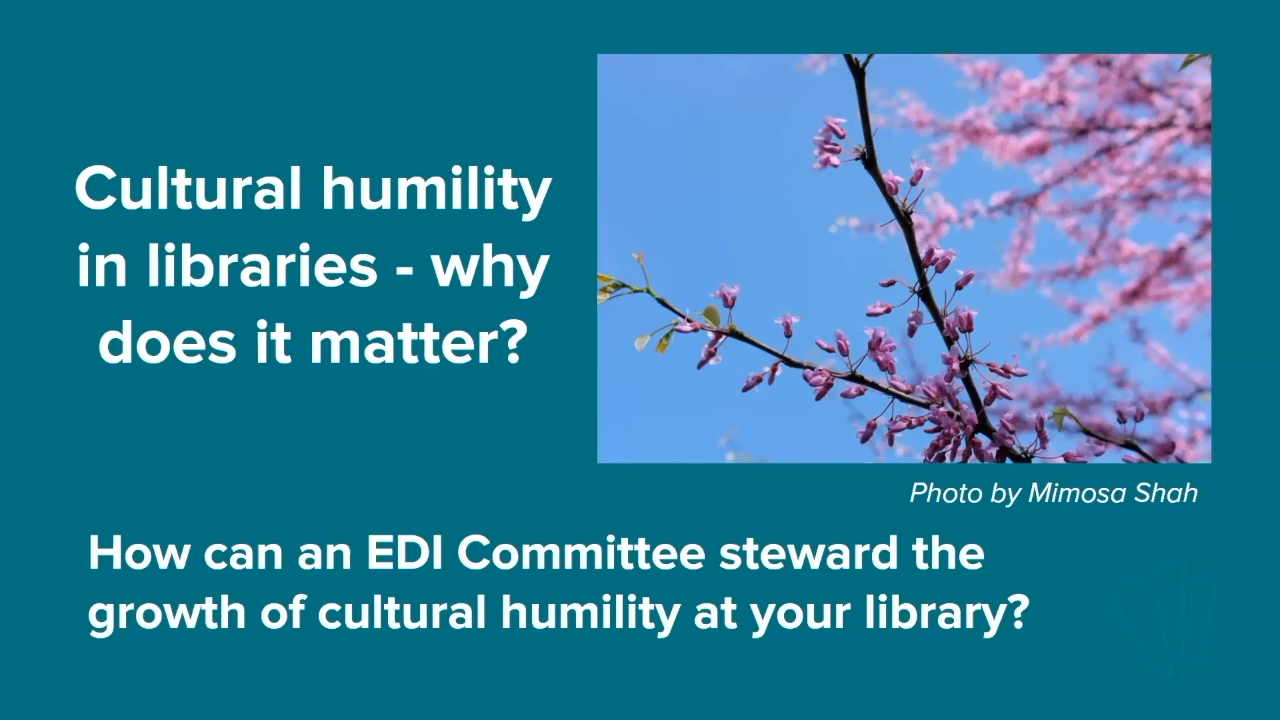 Cultural humility
in libraries - why
does it matter?
Photo by Mimosa Shah
How can an EDI Committee steward the
growth of cultural humility at your library?